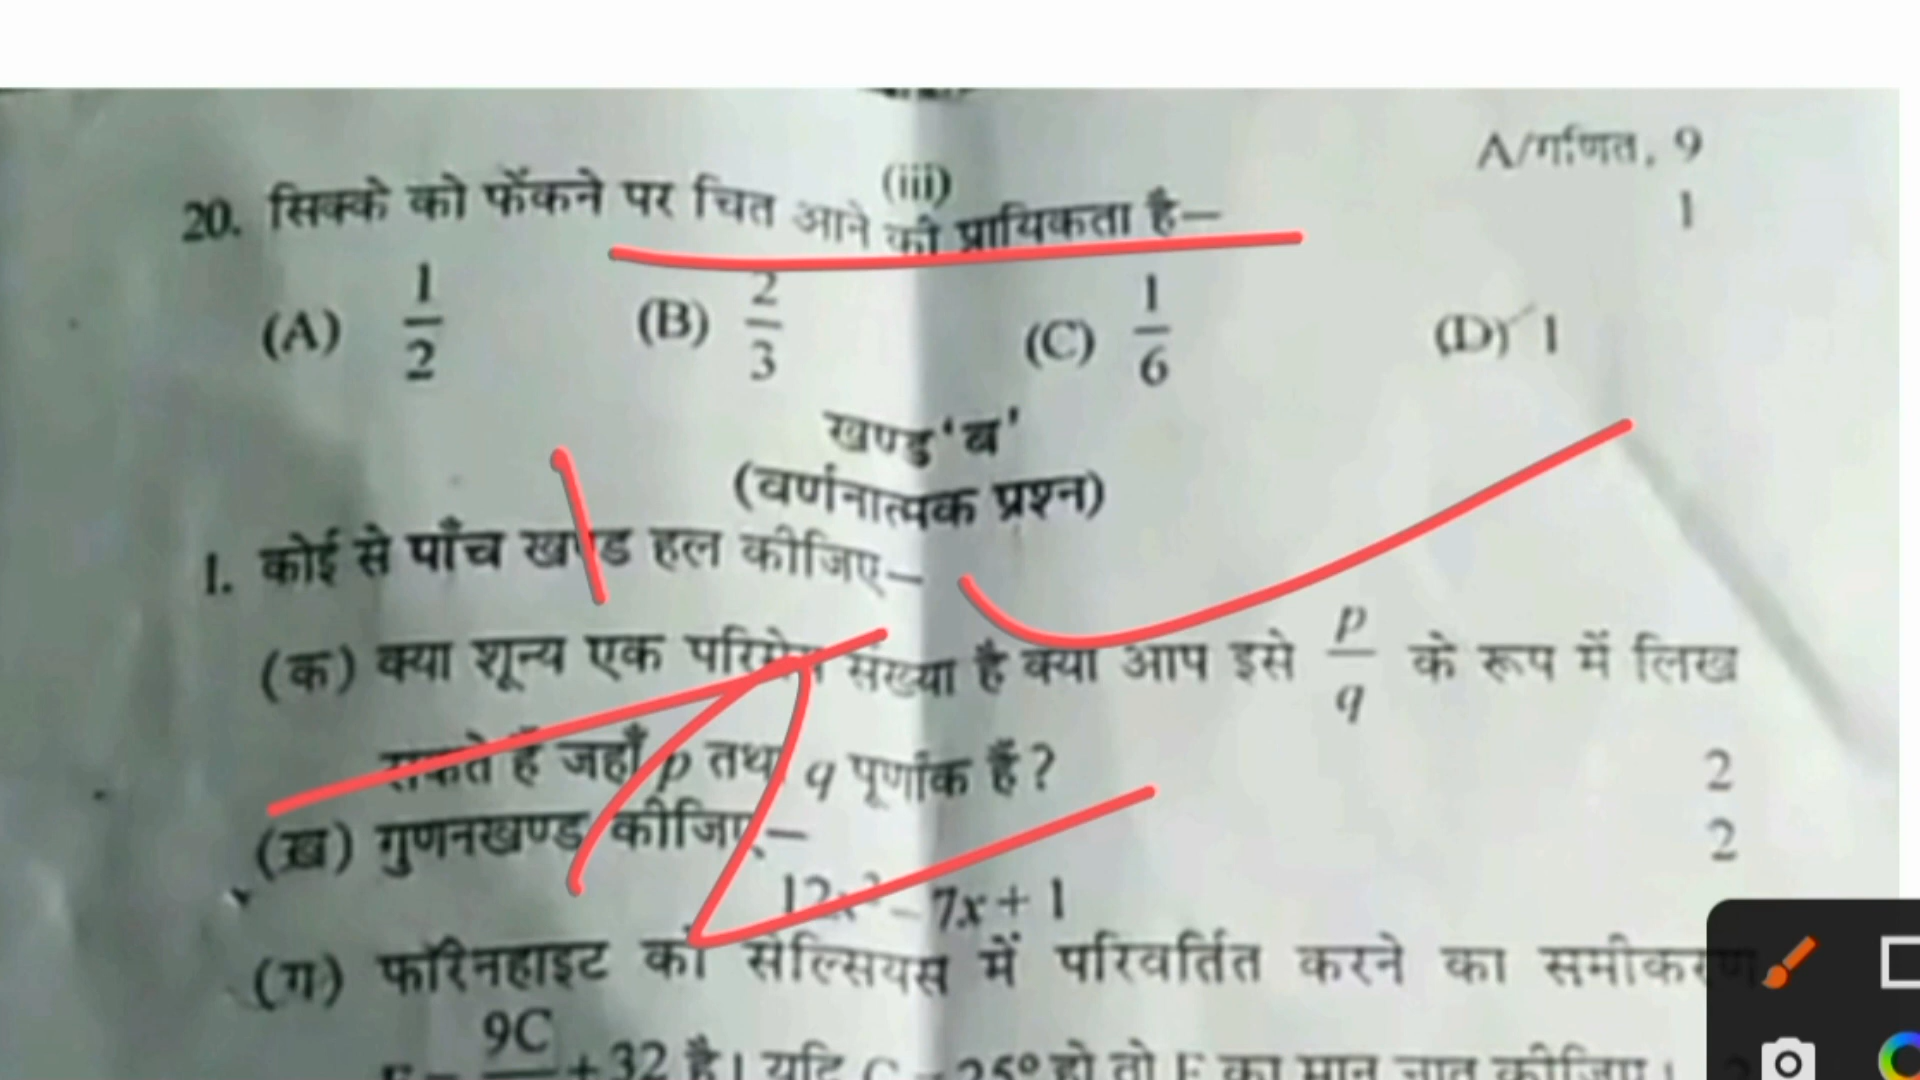 A/गणित, 9
(iii)
20. सिक्के को फेंकने पर चित आने की प्रायिकता है— 1
(A) 1/2 (B) 2/3 (C) 1/6 (D) 1
खण्ड ‘ब’
(वर्णनात्मक प्रश्न)
1. कोई से पाँच खण्ड हल कीजिए—
(क) क्या शून्य एक परिमेय संख्या है क्या आप इसे p/q के रूप में लिख
सकते हैं जहाँ p तथा q पूर्णांक हैं? 2
(ख) गुणनखण्ड कीजिए— 2
12x² – 7x + 1
(ग) फॉरेनहाइट को सेल्सियस में परिवर्तित करने का समीकरण
9C
+ 32 है। यदि C 25° हो तो F का मान ज्ञात कीजिए।